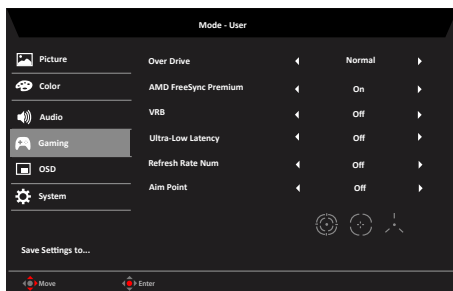 Mode - User
Picture
Over Drive Normal
AMD FreeSync Premium On
Color
VRB Off
Audio
Ultra-Low Latency Off
Gaming
Refresh Rate Num Off
OSD
Aim Point Off
System
Save Settings to...
Move Enter